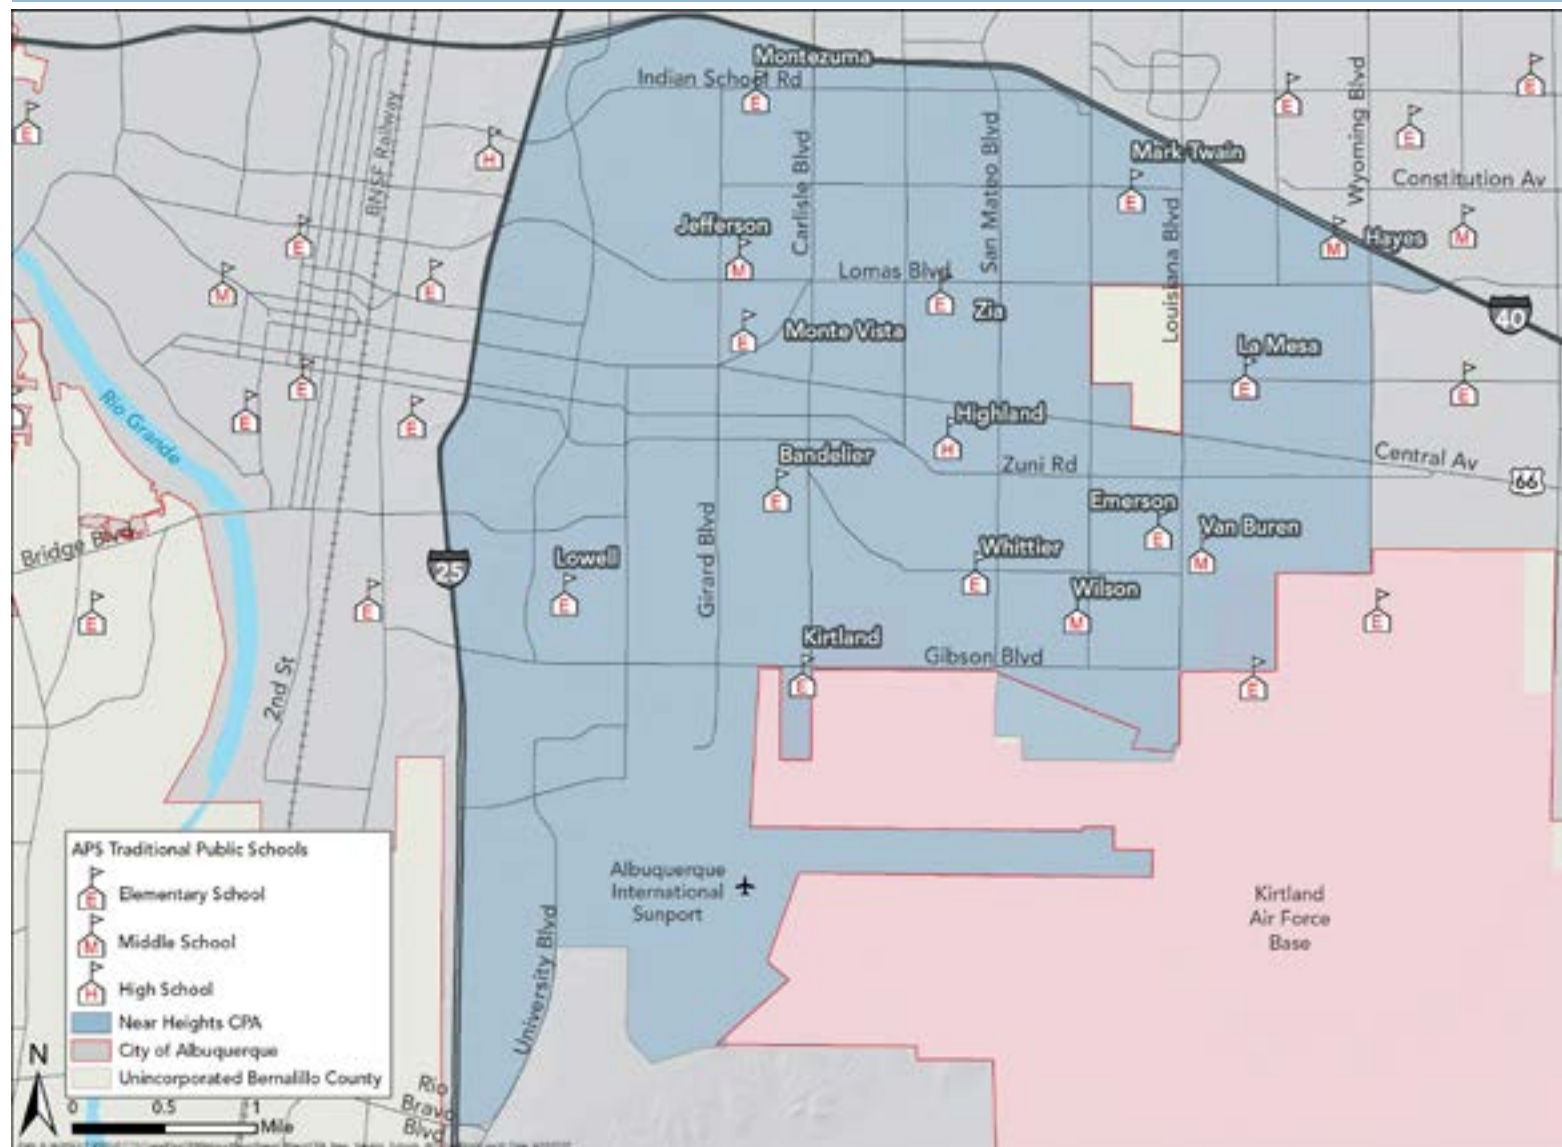 Montezuma
Indian School Rd
Mark Twain
Wyoming Blvd
Constitution Av
BNSF Railway
Carlisle Blvd
San Mateo Blvd
Jefferson
Hayes
Lomas Blvd
Louisiana Blvd
Zia
40
Monte Vista
La Mesa
Rio Grande
Highland
Bandelier
Zuni Rd
Central Av
66
Emerson
Van Buren
Bridge Blvd
25
Lowell
Girard Blvd
Whittier
Wilson
Kirtland
Gibson Blvd
2nd St
Albuquerque
International
Sunport
Kirtland
Air Force
Base
University Blvd
APS Traditional Public Schools
E Elementary School
M Middle School
H High School
Near Heights CPA
City of Albuquerque
Unincorporated Bernalillo County
N
Rio
Bravo
Blvd
0 0.5 1
Mile